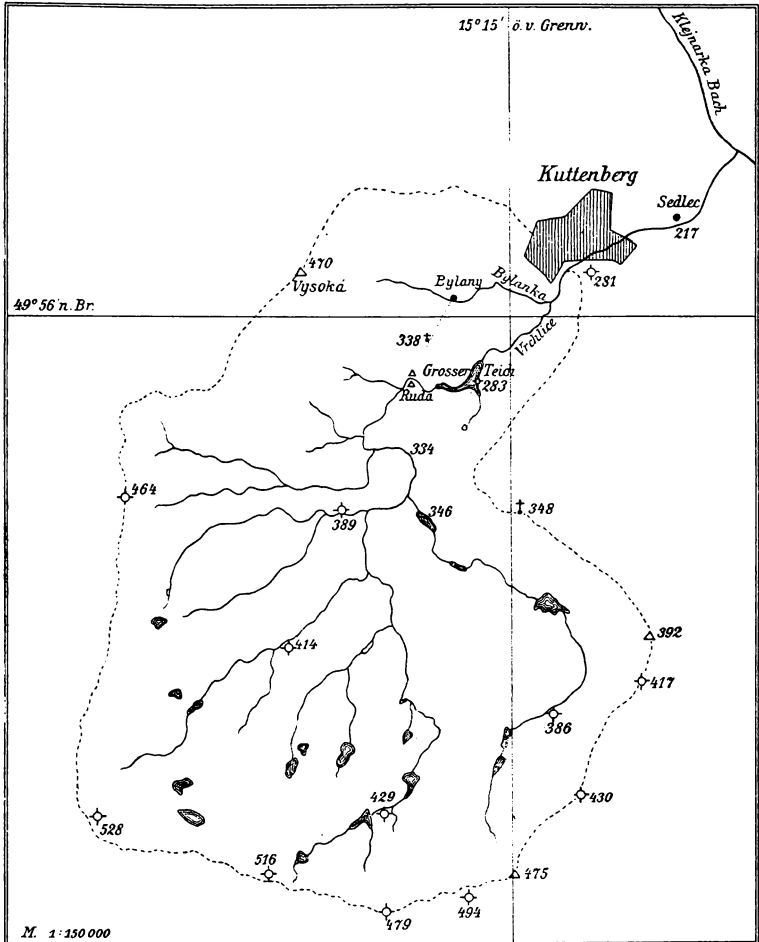 15° 15' ö. v. Grenw.
Klejnarka Bach
Kuttenberg
Sedlec
217
470
Vysoká
Bylany
Bylanka
281
49° 56' n. Br.
338
Vrchlice
Grosser Teich
283
Ruda
334
464
389
346
348
392
414
417
386
429
430
528
516
475
494
479
M. 1:150 000